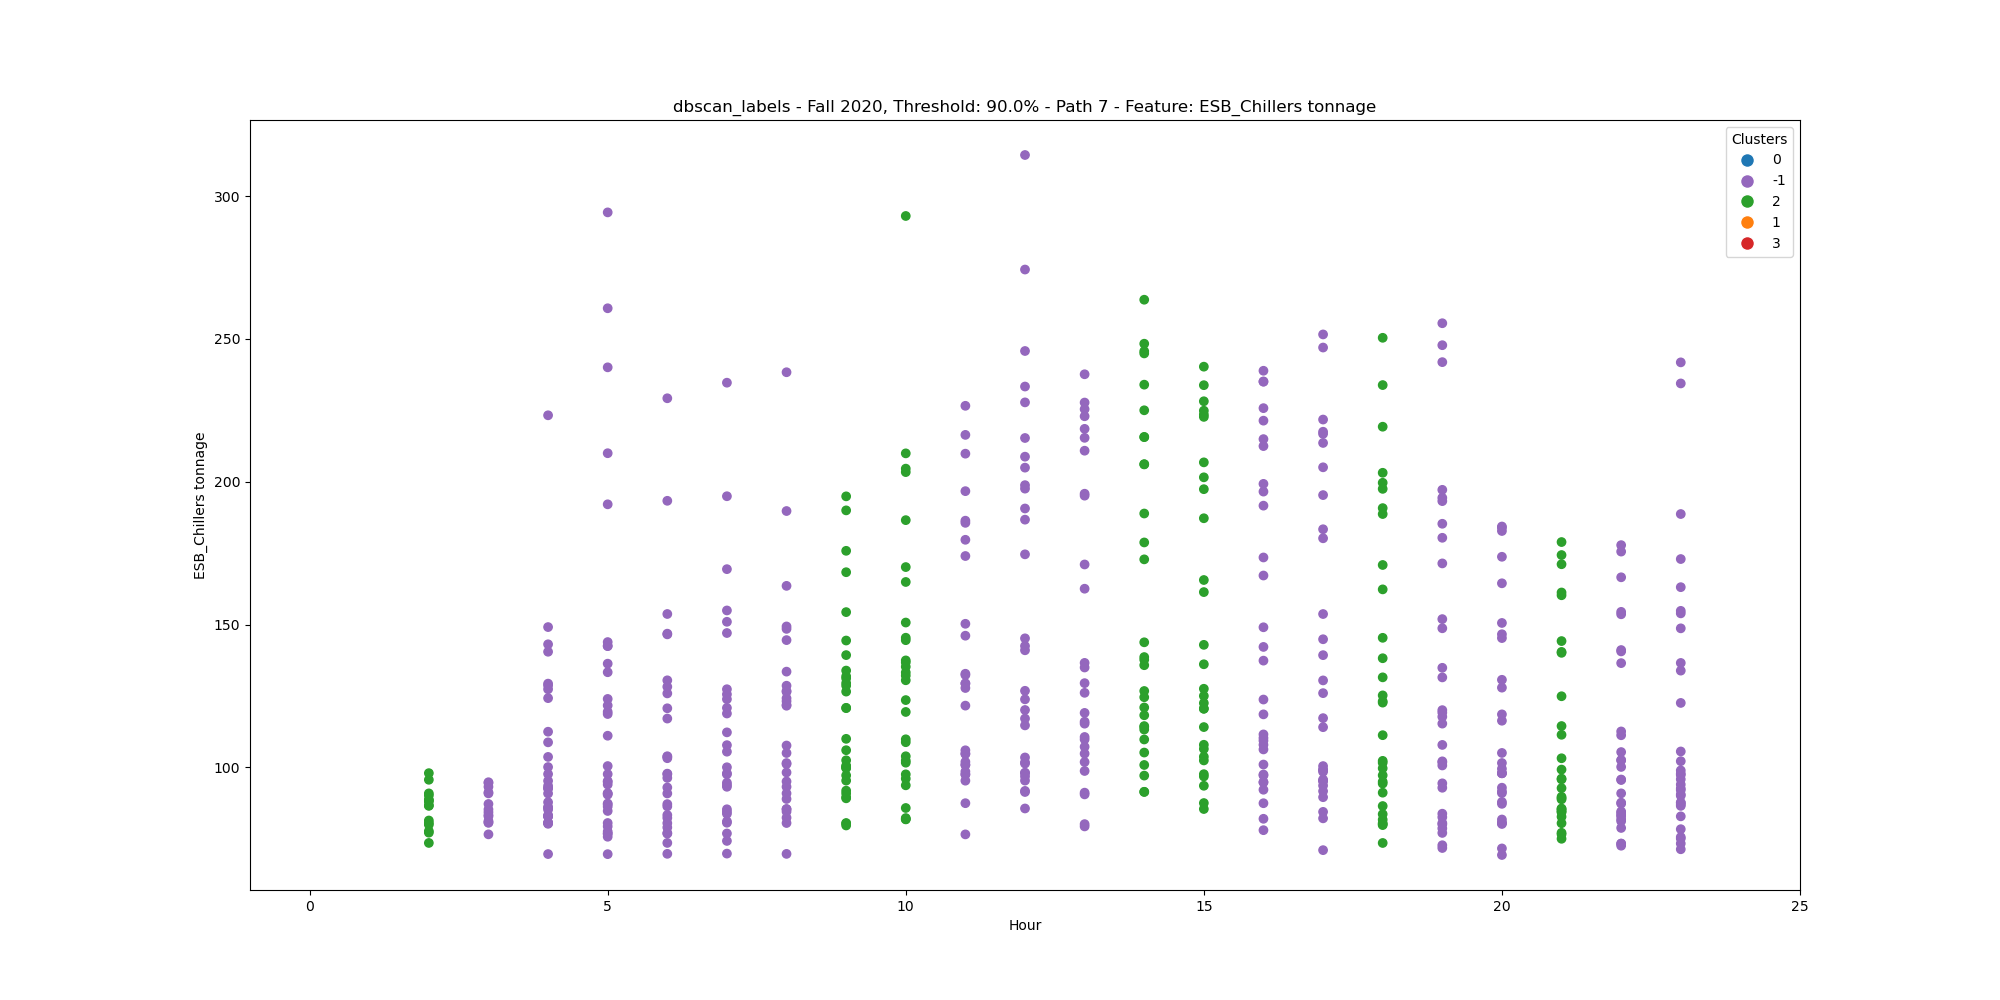 dbscan_labels - Fall 2020, Threshold: 90.0% - Path 7 - Feature: ESB_Chillers tonnage
Clusters
0
-1
2
1
3
300
250
200
150
100
ESB_Chillers tonnage
0 5 10 15 20 25
Hour